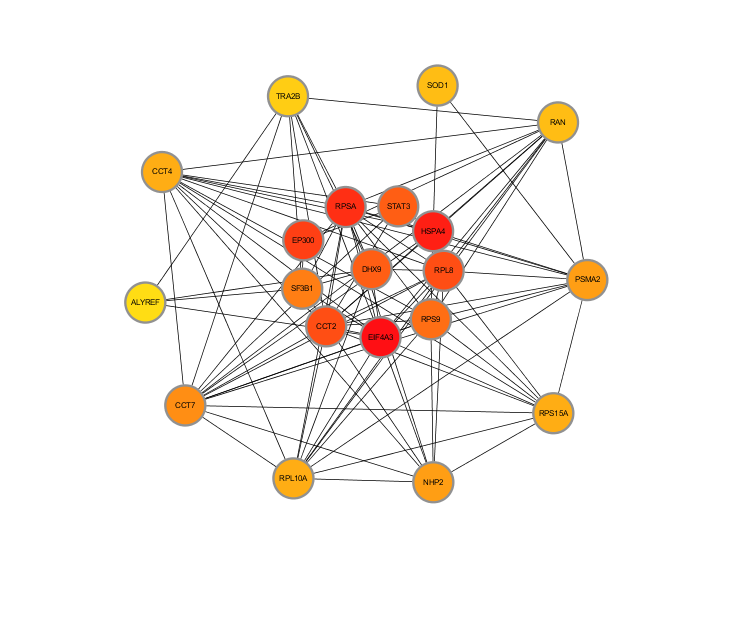 SOD1
TRA2B
RAN
CCT4
RPSA
STAT3
HSPA4
EP300
DHX9
RPL8
PSMA2
SF3B1
ALYREF
RPS9
CCT2
EIF4A3
CCT7
RPS15A
RPL10A
NHP2